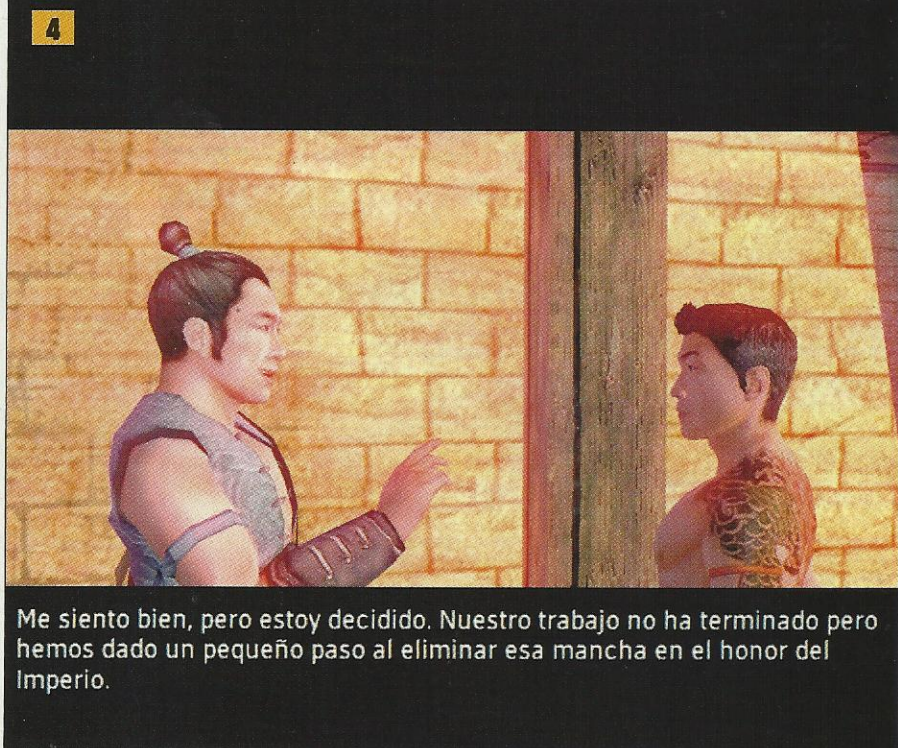 4
Me siento bien, pero estoy decidido. Nuestro trabajo no ha terminado pero
hemos dado un pequeño paso al eliminar esa mancha en el honor del
Imperio.